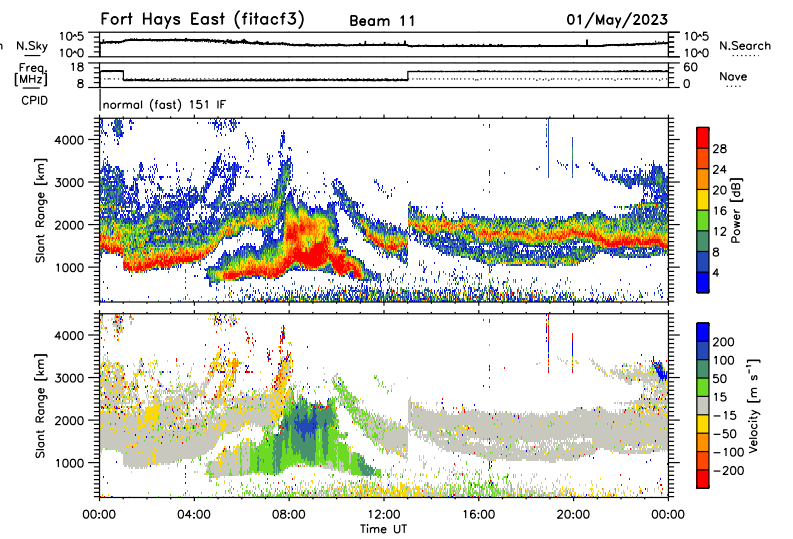 Fort Hays East (fitacf3) Beam 11 01/May/2023
N.Sky 10^5 10^0 10^5 10^0 N.Search
Freq. [MHz] 18 8 60 0 Nave
CPID normal (fast) 151 IF
Slant Range [km]
4000
3000
2000
1000
28
24
20
16
12
8
4
Power [dB]
Slant Range [km]
4000
3000
2000
1000
200
100
50
15
-15
-50
-100
-200
Velocity [m s⁻¹]
00:00 04:00 08:00 12:00 16:00 20:00 00:00
Time UT